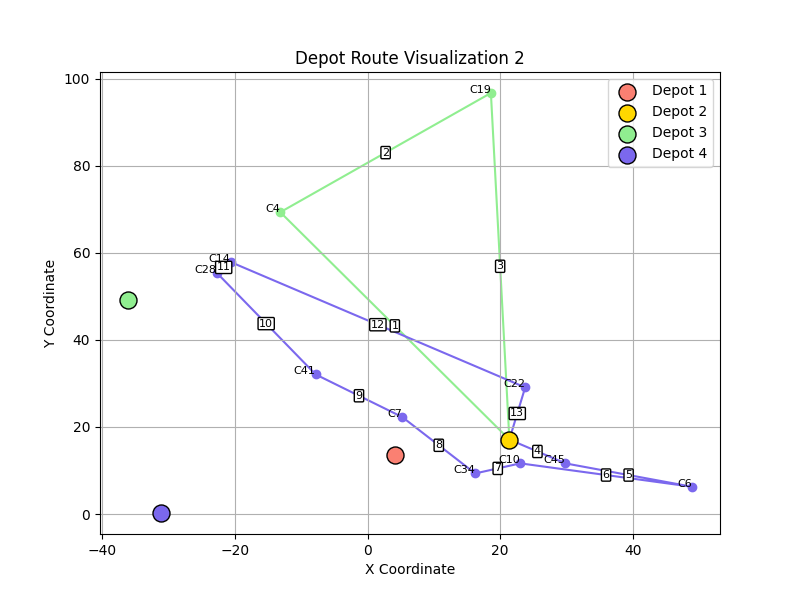 Depot Route Visualization 2
Depot 1
Depot 2
Depot 3
Depot 4
Y Coordinate
100
80
60
40
20
0
C19
2
C4
3
C14
C28
11
10
12
1
C41
C22
9
13
C7
8
4
C10
C45
C34
7
6
5
C6
−40
−20
0
20
40
X Coordinate